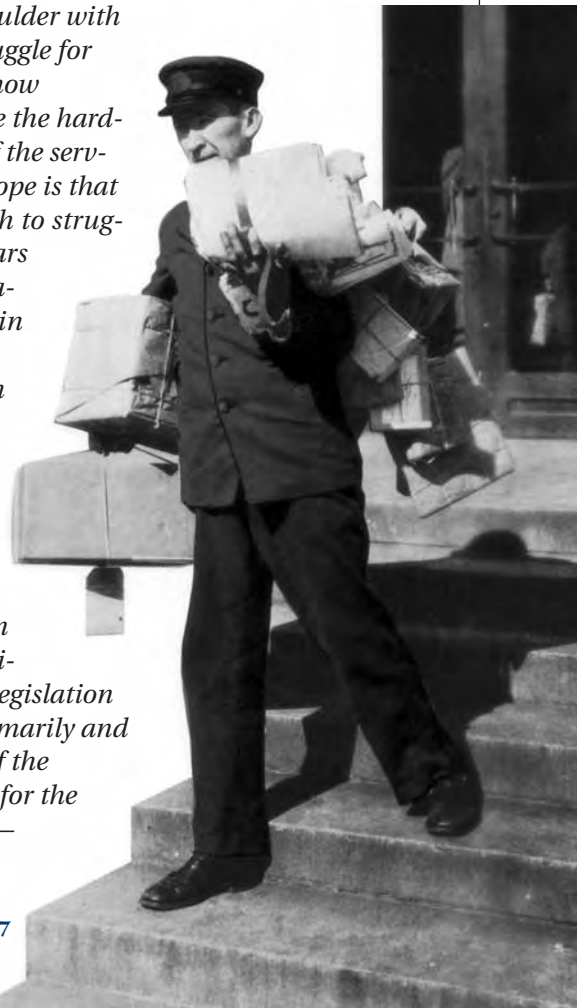 ulder with
uggle for
now
e the hard-
f the serv-
ope is that
h to strug-
ars
a-
in
n
n
i-
egislation
marily and
f the
for the
—
7